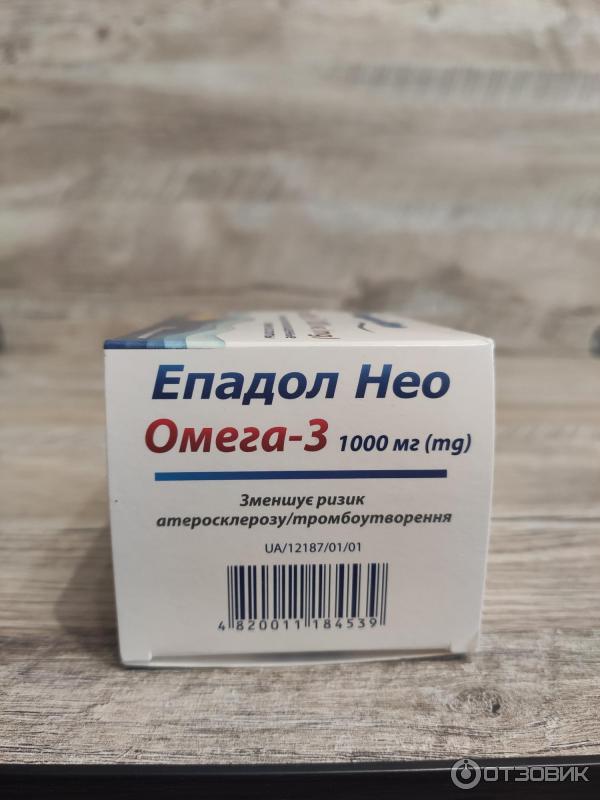 Епадол Нео
Омега-3 1000 мг (mg)
Зменшує ризик
атеросклерозу/тромбоутворення
UA/12187/01/01
4 820011 184539
ОТЗОВИК